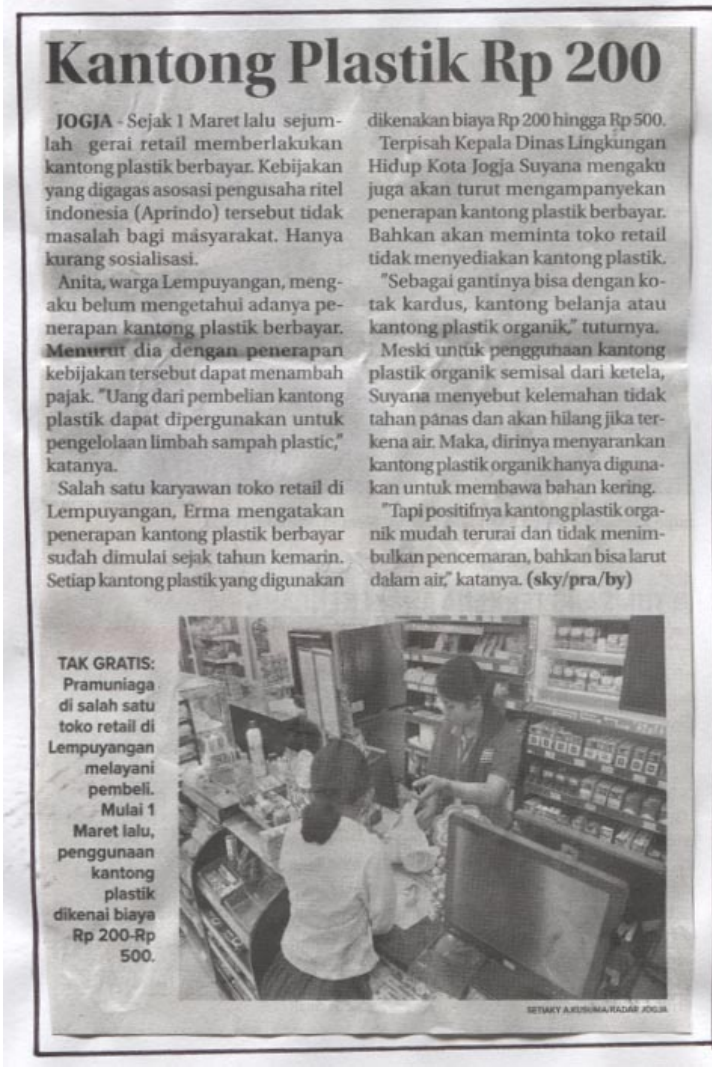 Kantong Plastik Rp 200
JOGJA - Sejak 1 Maret lalu sejum-
lah gerai retail memberlakukan
kantong plastik berbayar. Kebijakan
yang digagas asosasi pengusaha ritel
indonesia (Aprindo) tersebut tidak
masalah bagi masyarakat. Hanya
kurang sosialisasi.
Anita, warga Lempuyangan, meng-
aku belum mengetahui adanya pe-
nerapan kantong plastik berbayar.
Menurut dia dengan penerapan
kebijakan tersebut dapat menambah
pajak. "Uang dari pembelian kantong
plastik dapat dipergunakan untuk
pengelolaan limbah sampah plastic,"
katanya.
Salah satu karyawan toko retail di
Lempuyangan, Erma mengatakan
penerapan kantong plastik berbayar
sudah dimulai sejak tahun kemarin.
Setiap kantong plastik yang digunakan
dikenakan biaya Rp 200 hingga Rp 500.
Terpisah Kepala Dinas Lingkungan
Hidup Kota Jogja Suyana mengaku
juga akan turut mengampanyekan
penerapan kantong plastik berbayar.
Bahkan akan meminta toko retail
tidak menyediakan kantong plastik.
"Sebagai gantinya bisa dengan ko-
tak kardus, kantong belanja atau
kantong plastik organik," tuturnya.
Meski untuk penggunaan kantong
plastik organik semisal dari ketela,
Suyana menyebut kelemahan tidak
tahan panas dan akan hilang jika ter-
kena air. Maka, dirinya menyarankan
kantong plastik organik hanya diguna-
kan untuk membawa bahan kering.
"Tapi positifnya kantong plastik orga-
nik mudah terurai dan tidak menim-
bulkan pencemaran, bahkan bisa larut
dalam air," katanya. (sky/pra/by)
TAK GRATIS:
Pramuniaga
di salah satu
toko retail di
Lempuyangan
melayani
pembeli.
Mulai 1
Maret lalu,
penggunaan
kantong
plastik
dikenai biaya
Rp 200-Rp
500.
SETIAKY A.KUSUMA/RADAR JOGJA